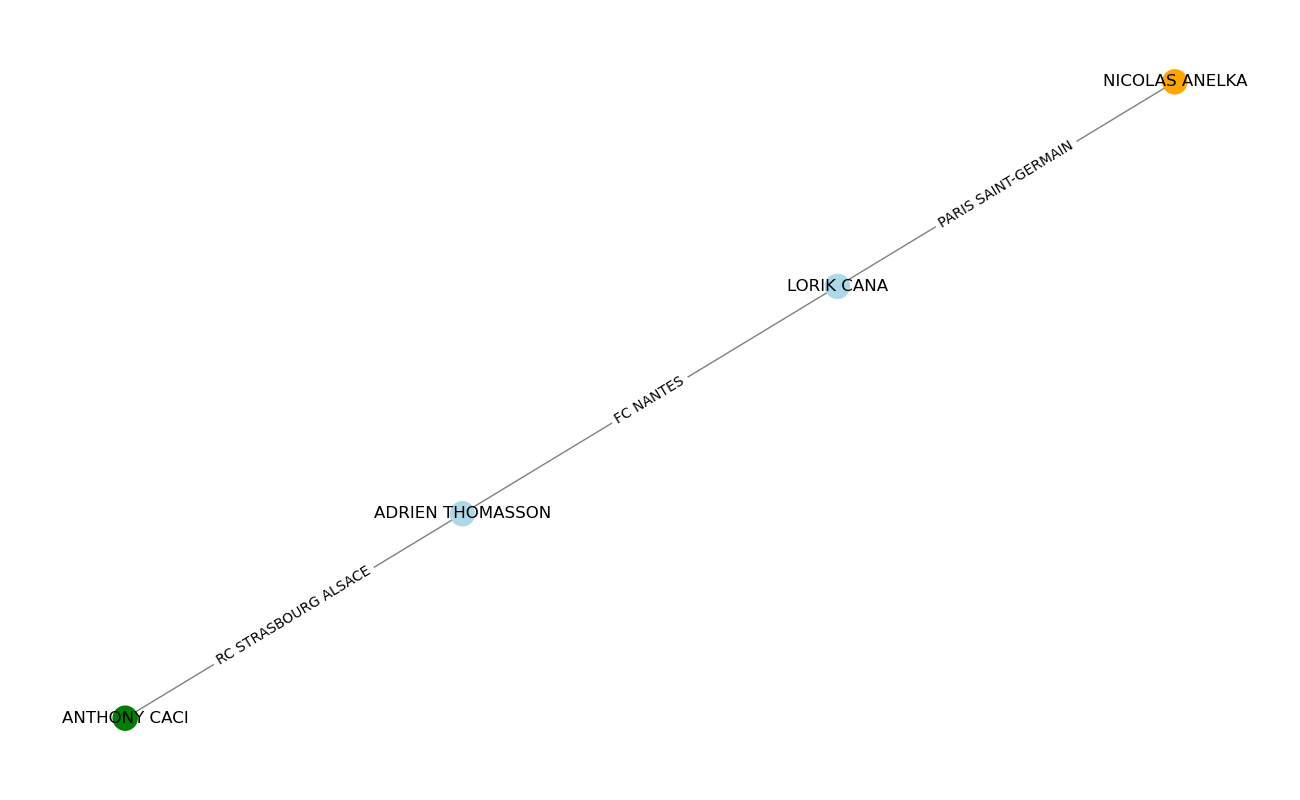 NICOLAS ANELKA
PARIS SAINT-GERMAIN
LORIK CANA
FC NANTES
ADRIEN THOMASSON
RC STRASBOURG ALSACE
ANTHONY CACI